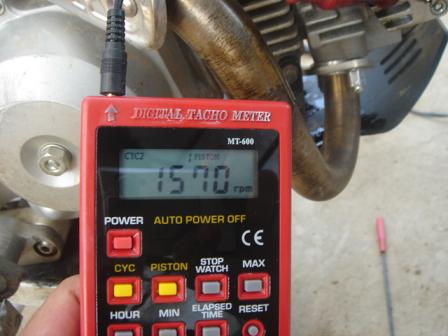 DIGITAL TACHO METER
MT-600
CYC2 1 PISTON
1570 rpm
POWER AUTO POWER OFF
CE
CYC PISTON STOP WATCH MAX
HOUR MIN ELAPSED TIME RESET